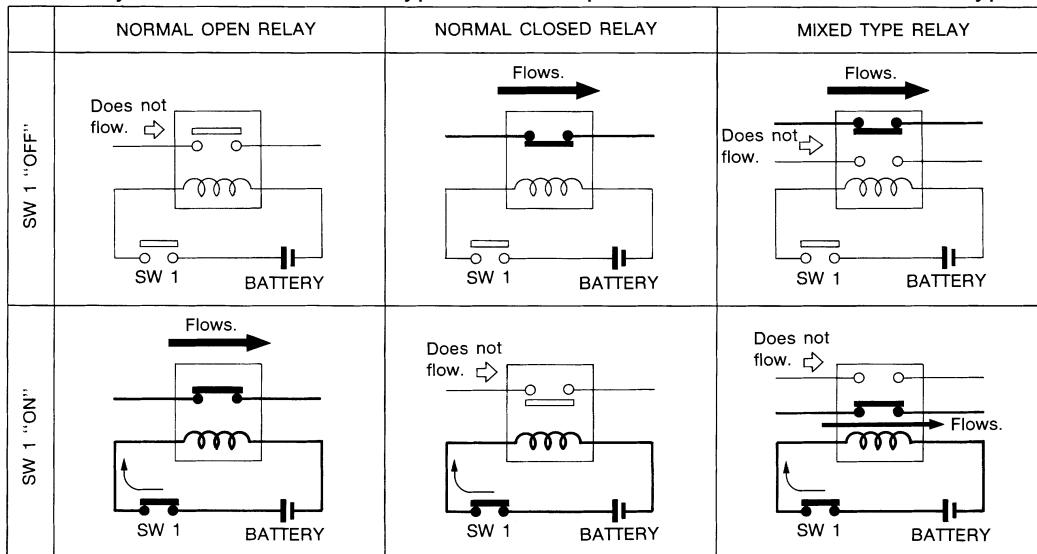 NORMAL OPEN RELAY
NORMAL CLOSED RELAY
MIXED TYPE RELAY
SW 1 "OFF"
Does not
flow.
SW 1
BATTERY
Flows.
SW 1
BATTERY
Flows.
Does not
flow.
SW 1
BATTERY
SW 1 "ON"
Flows.
SW 1
BATTERY
Does not
flow.
SW 1
BATTERY
Does not
flow.
Flows.
SW 1
BATTERY